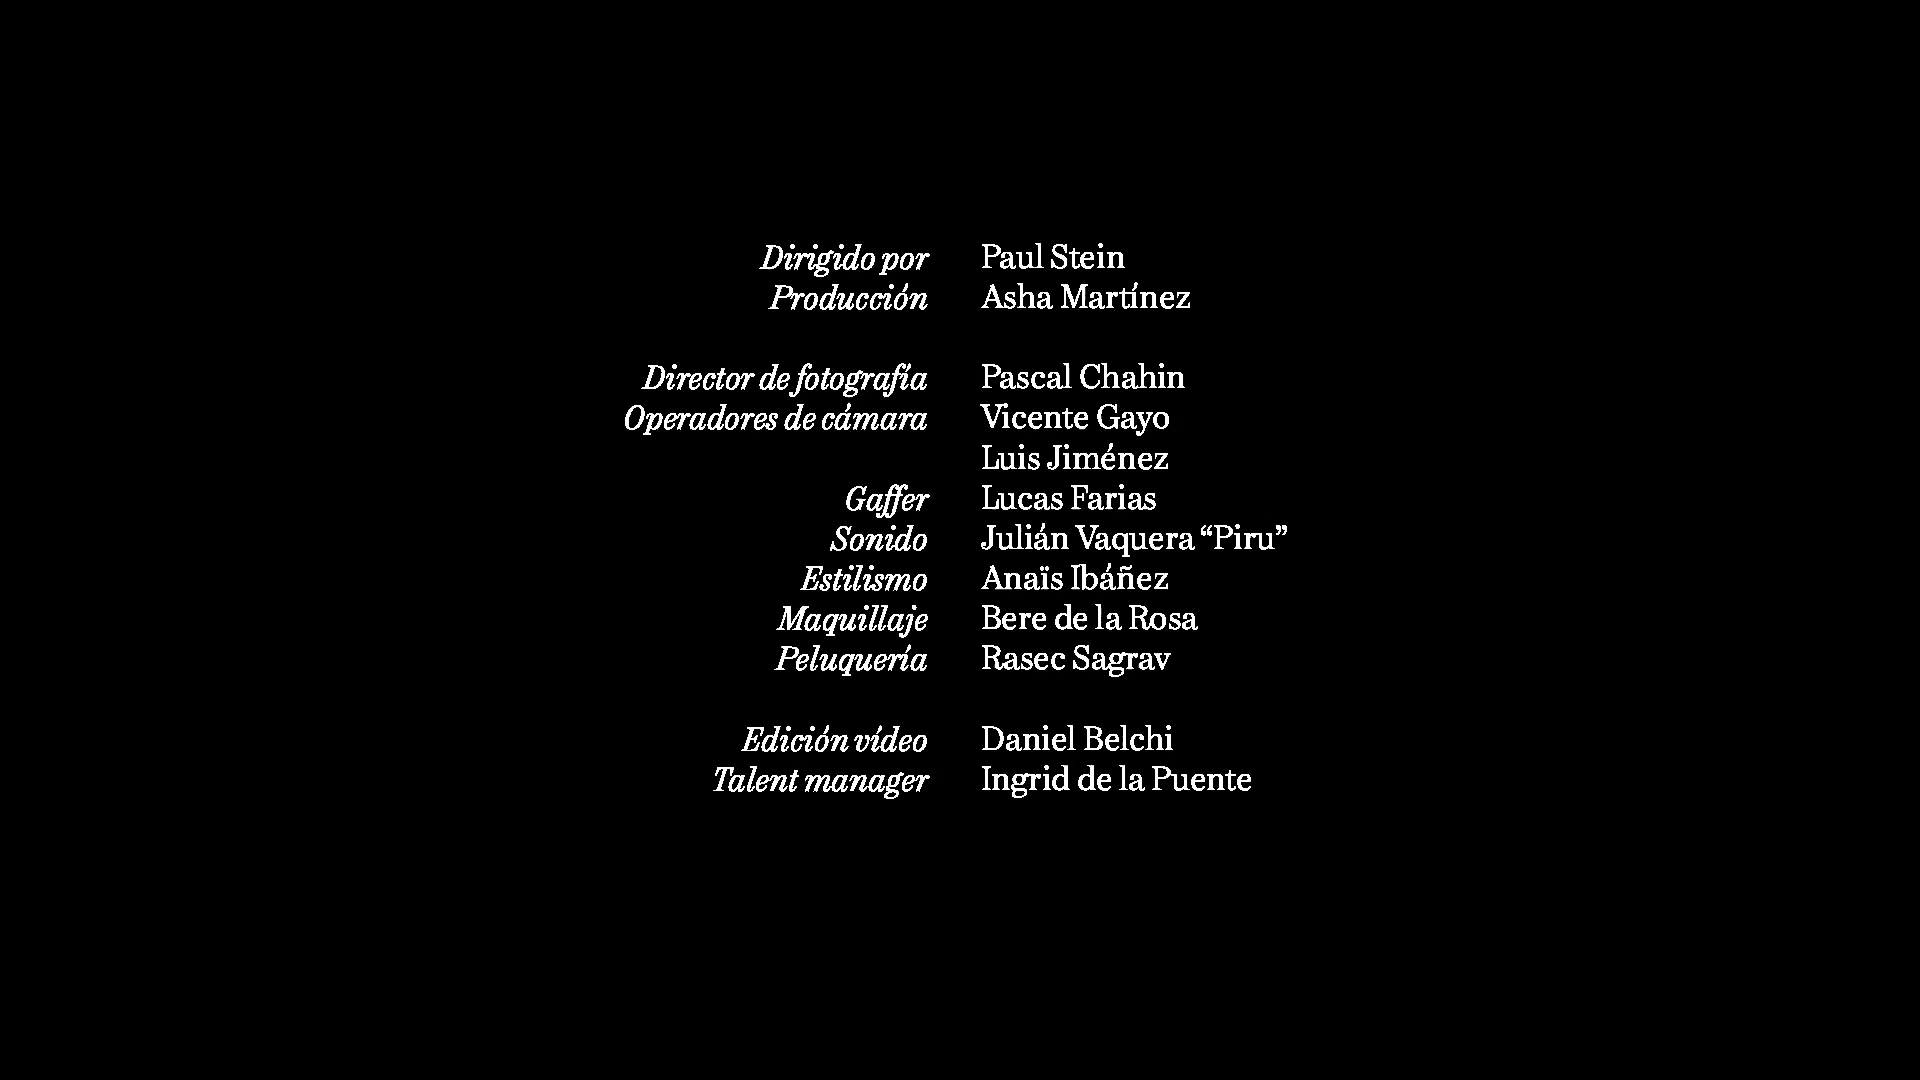 Dirigido por Paul Stein
Producción Asha Martínez
Director de fotografía Pascal Chahin
Operadores de cámara Vicente Gayo
Luis Jiménez
Gaffer Lucas Farias
Sonido Julián Vaquera “Piru”
Estilismo Anaïs Ibáñez
Maquillaje Bere de la Rosa
Peluquería Rasec Sagrav
Edición vídeo Daniel Belchi
Talent manager Ingrid de la Puente